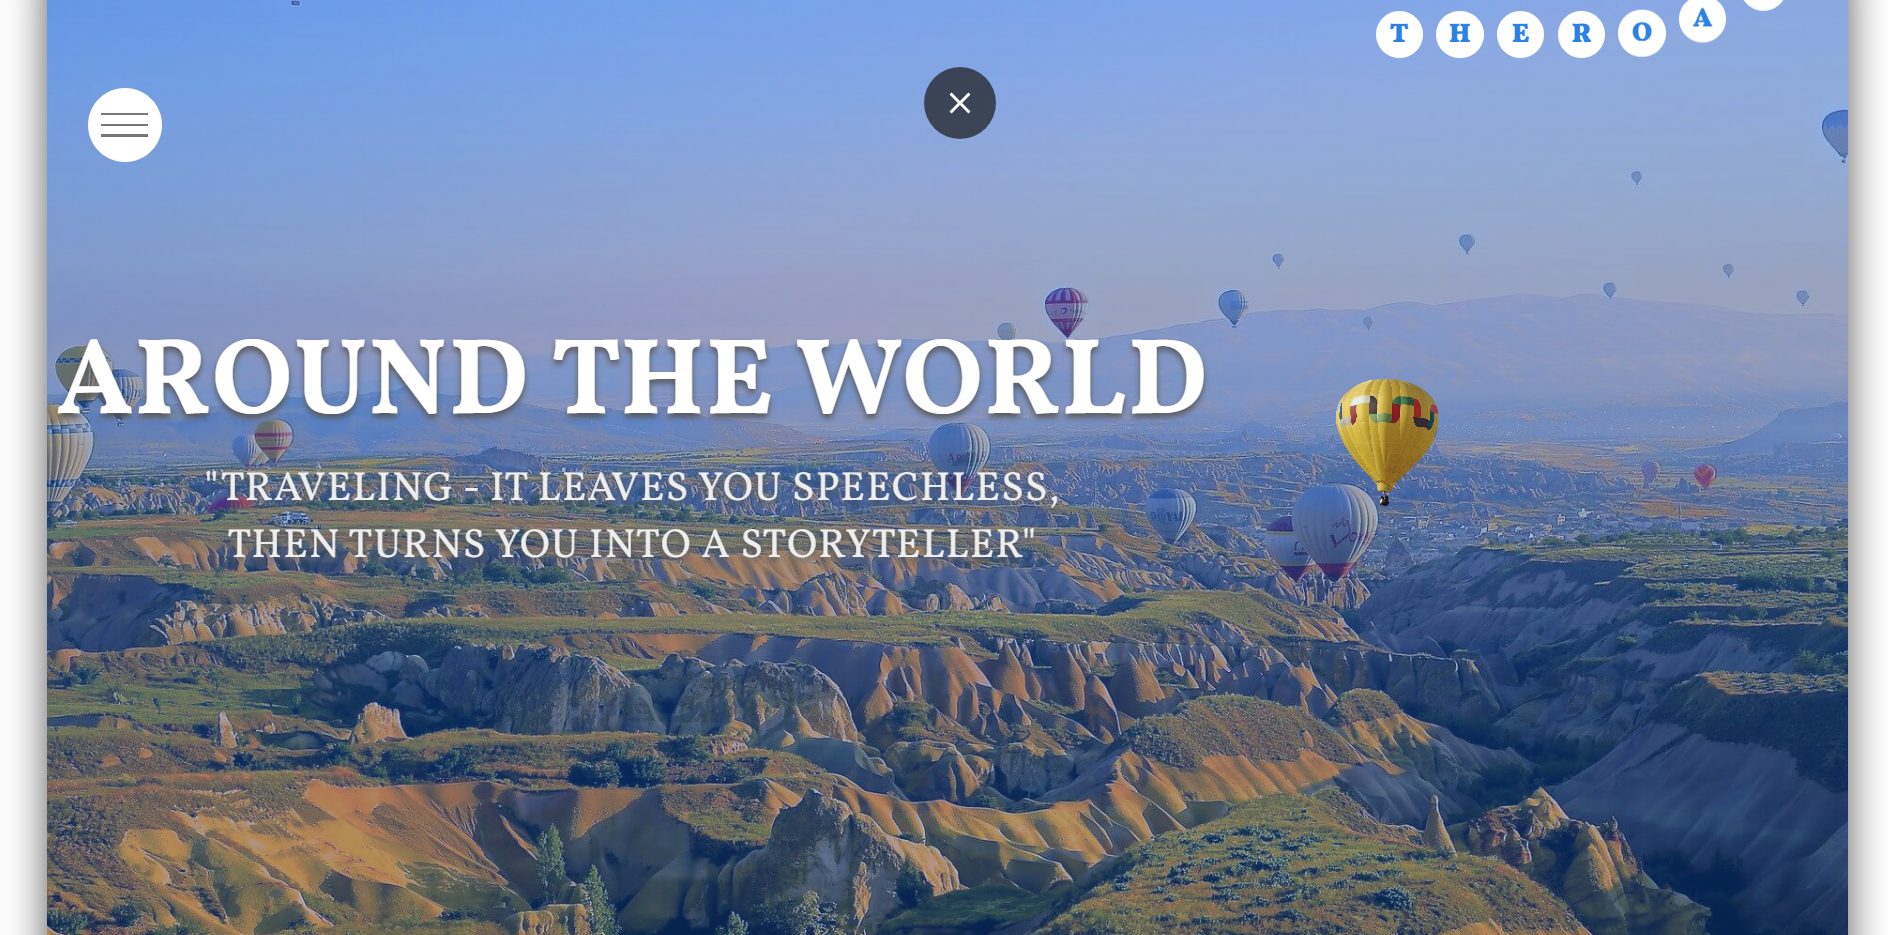 T H E R O A
AROUND THE WORLD
"TRAVELING - IT LEAVES YOU SPEECHLESS,
THEN TURNS YOU INTO A STORYTELLER"